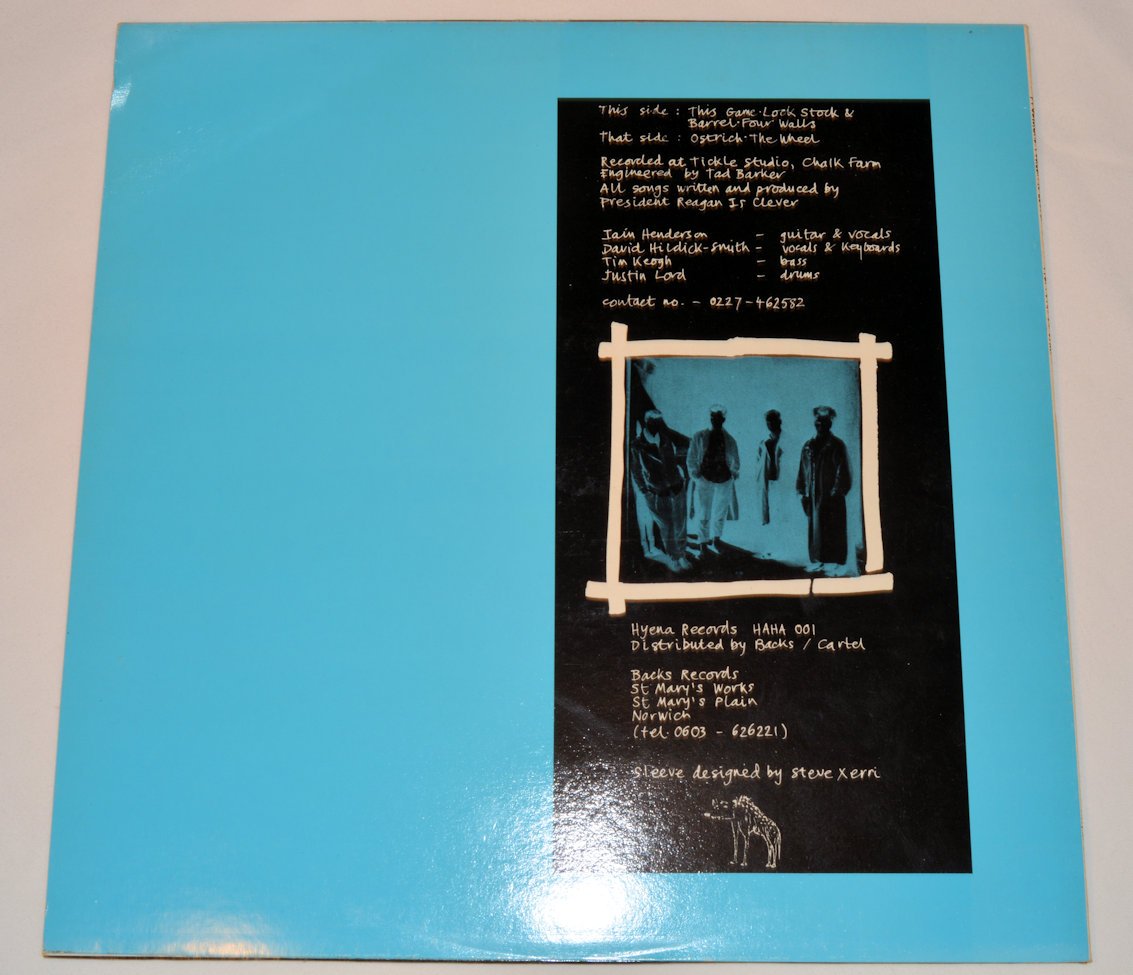 This side : This Game·Lock Stock &
Barrel·Four Walls
That side : Ostrich·The Wheel
Recorded at Tickle Studio, Chalk Farm
Engineered by Tad Barker
All songs written and produced by
President Reagan Is Clever
Iain Henderson - guitar & vocals
David Hildick-Smith - vocals & keyboards
Tim Keogh - bass
Justin Lord - drums
contact no. - 0227-462582
Hyena Records HAHA 001
Distributed by Backs / Cartel
Backs Records
St Mary's Works
St Mary's Plain
Norwich
(tel. 0603 - 626221)
sleeve designed by steve xerri